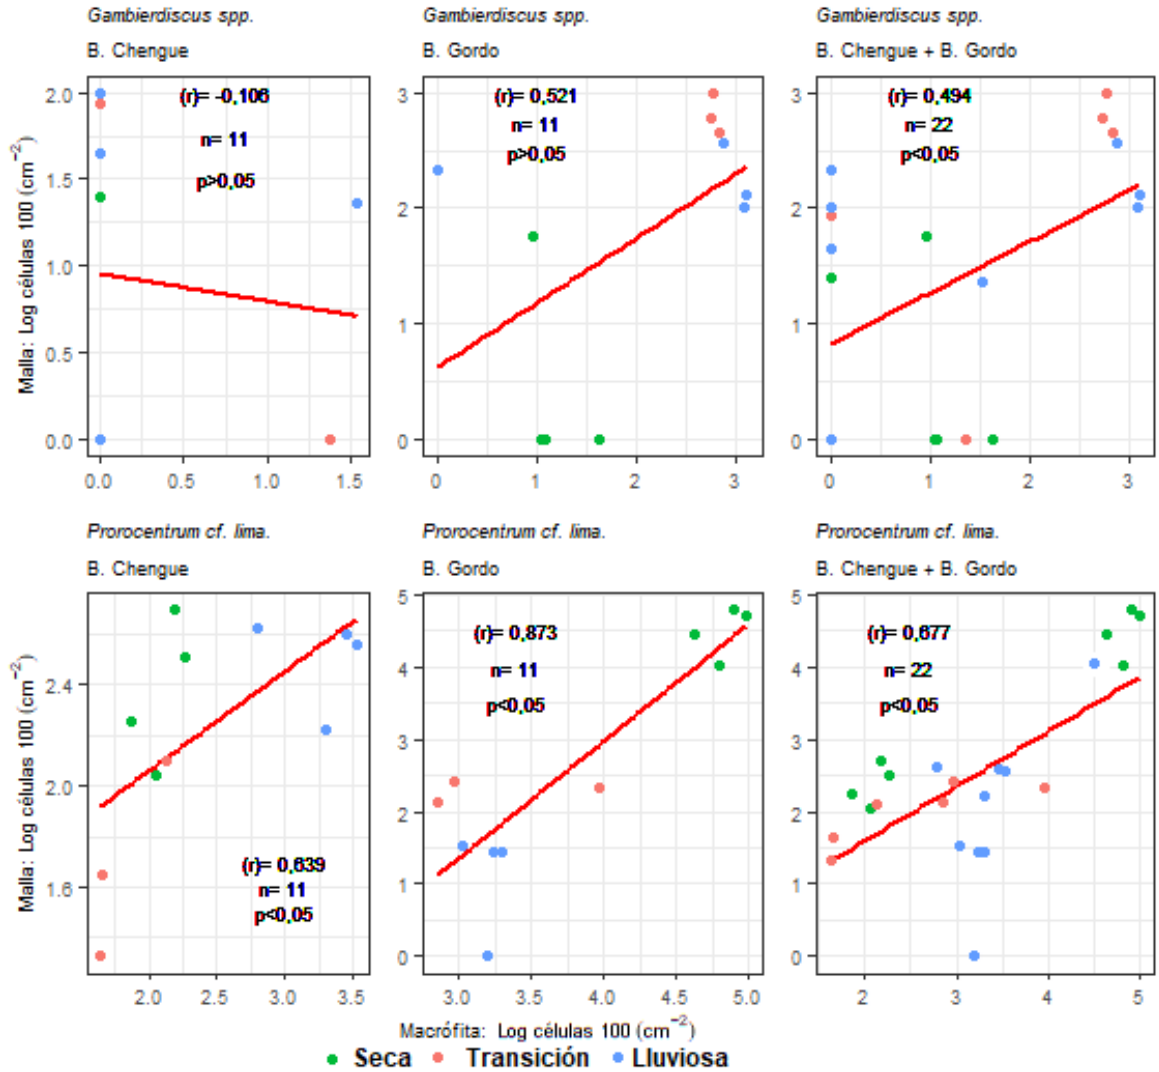 Gambierdiscus spp.
B. Chengue
Gambierdiscus spp.
B. Gordo
Gambierdiscus spp.
B. Chengue + B. Gordo
Malla: Log células 100 (cm⁻²)
2.0
1.5
1.0
0.5
0.0
(r)= -0,106
n= 11
p>0,05
0.0 0.5 1.0 1.5
3
2
1
0
(r)= 0,521
n= 11
p>0,05
0 1 2 3
3
2
1
0
(r)= 0,494
n= 22
p<0,05
0 1 2 3
Prorocentrum cf. lima.
B. Chengue
Prorocentrum cf. lima.
B. Gordo
Prorocentrum cf. lima.
B. Chengue + B. Gordo
Malla: Log células 100 (cm⁻²)
2.4
2.0
1.6
(r)= 0,639
n= 11
p<0,05
2.0 2.5 3.0 3.5
5
4
3
2
1
0
(r)= 0,873
n= 11
p<0,05
3.0 3.5 4.0 4.5 5.0
5
4
3
2
1
0
(r)= 0,677
n= 22
p<0,05
2 3 4 5
Macrófita: Log células 100 (cm⁻²)
Seca Transición Lluviosa